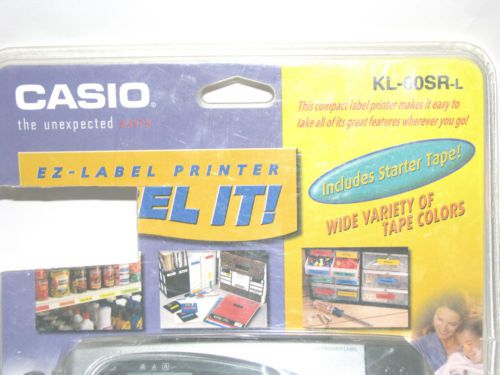 CASIO®
the unexpected extra
KL-60SR-L
This compact label printer makes it easy to
take all of its great features wherever you go!
EZ-LABEL PRINTER
EL IT!
Includes Starter Tape!
WIDE VARIETY OF
TAPE COLORS